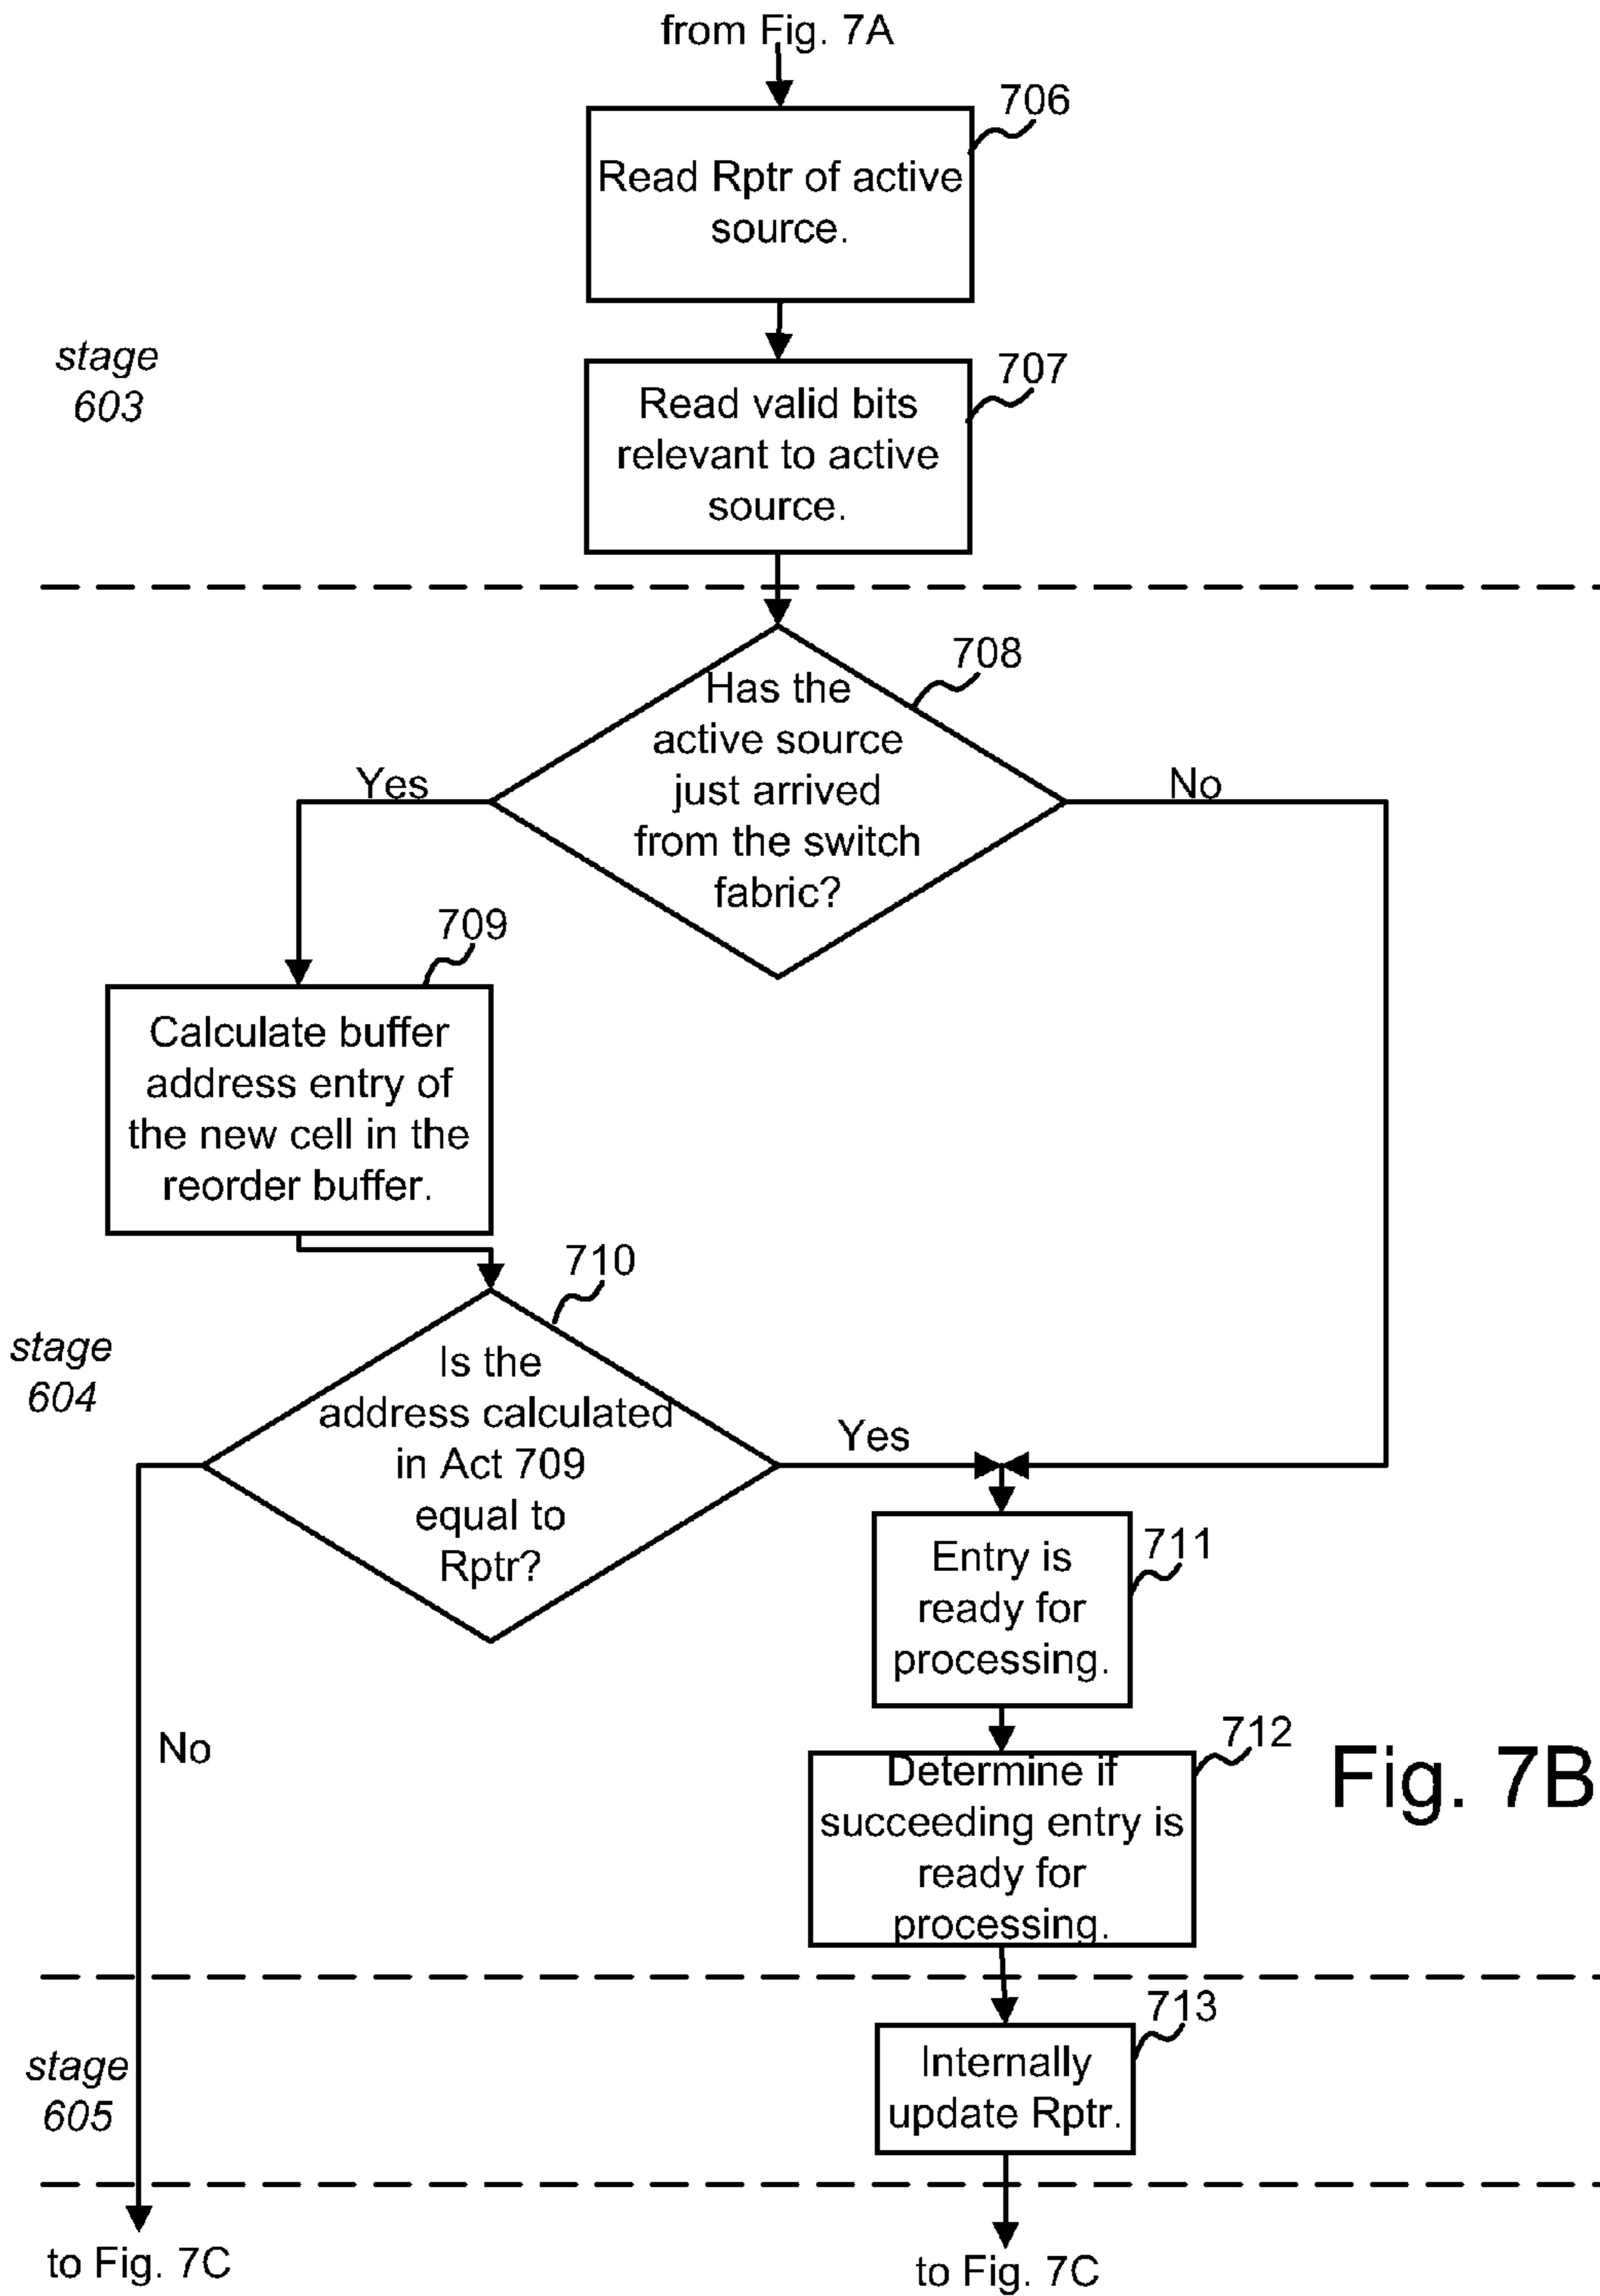 from Fig. 7A
706
Read Rptr of active
source.
stage
603
707
Read valid bits
relevant to active
source.
708
Has the
active source
just arrived
from the switch
fabric?
Yes
No
709
Calculate buffer
address entry of
the new cell in the
reorder buffer.
710
stage
604
Is the
address calculated
in Act 709
equal to
Rptr?
Yes
711
Entry is
ready for
processing.
No
712
Determine if
succeeding entry is
ready for
processing.
Fig. 7B
713
stage
605
Internally
update Rptr.
to Fig. 7C
to Fig. 7C